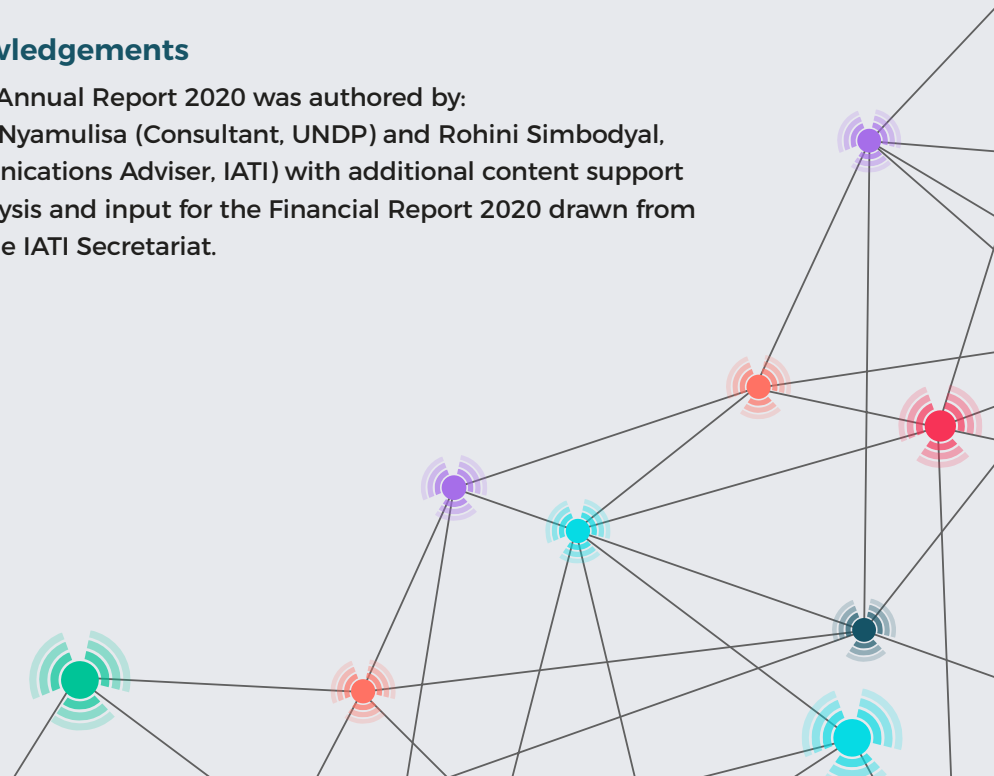 wledgements
Annual Report 2020 was authored by:
Nyamulisa (Consultant, UNDP) and Rohini Simbodyal,
nications Adviser, IATI) with additional content support
ysis and input for the Financial Report 2020 drawn from
e IATI Secretariat.